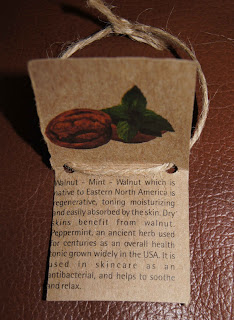 Walnut - Mint - Walnut which is
native to Eastern North America is
regenerative, toning moisturizing
and easily absorbed by the skin. Dry
skins benefit from walnut.
Peppermint, an ancient herb used
for centuries as an overall health
tonic grown widely in the USA. It is
used in skincare as an
antibacterial, and helps to soothe
and relax.